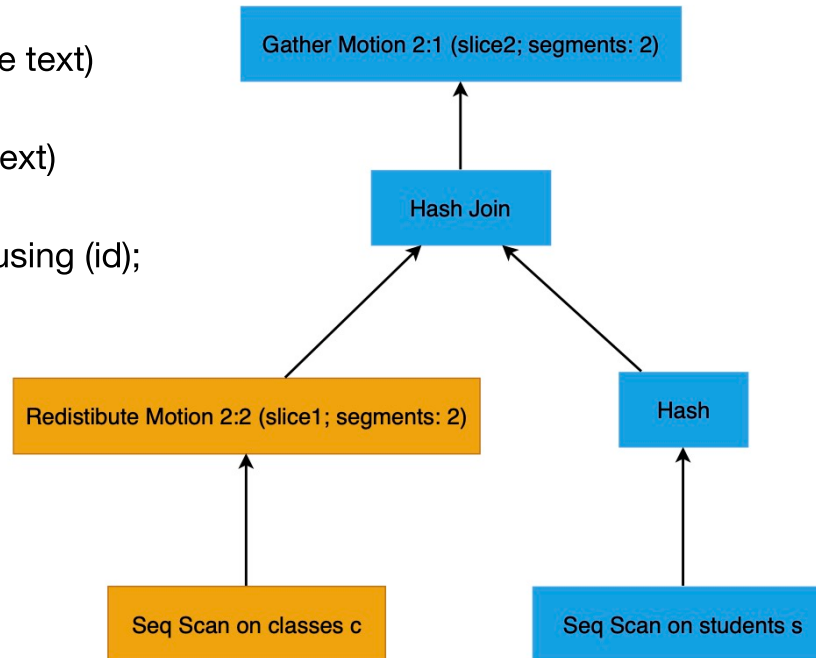 e text)
ext)
using (id);
Gather Motion 2:1 (slice2; segments: 2)
Hash Join
Redistibute Motion 2:2 (slice1; segments: 2)
Hash
Seq Scan on classes c
Seq Scan on students s